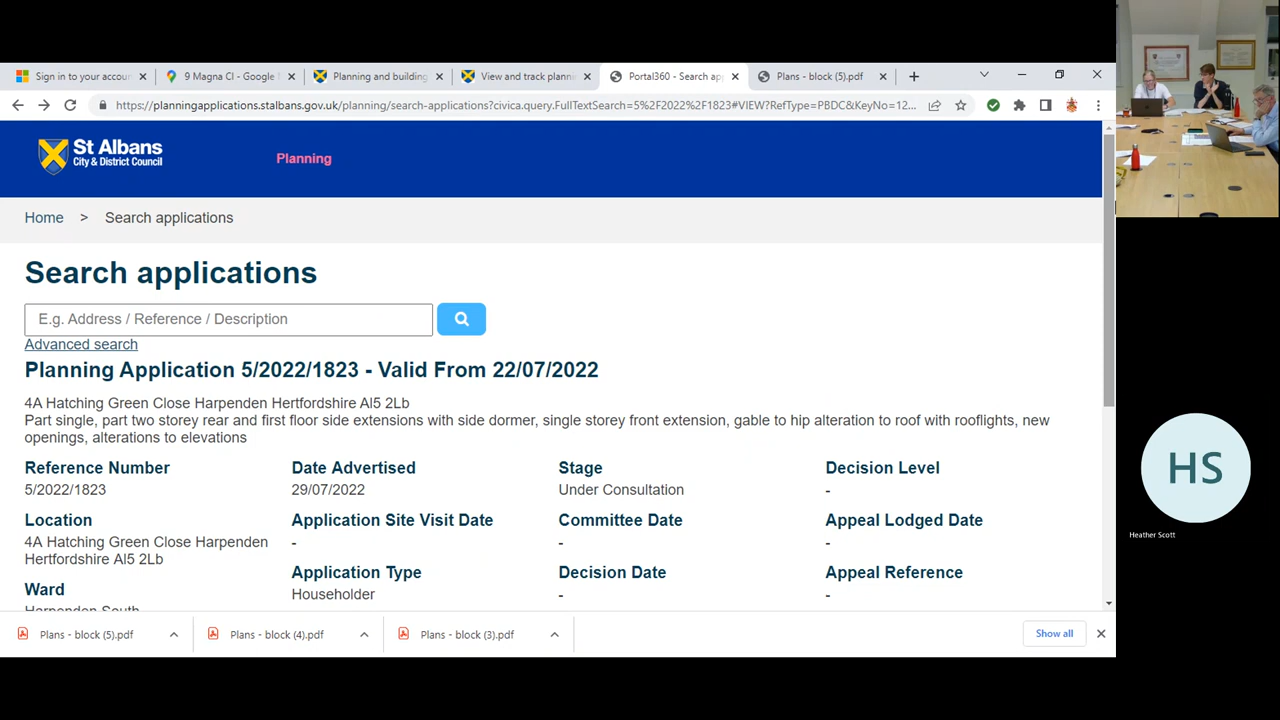 Sign in to your accoun
9 Magna Cl - Google
Planning and building
View and track planni
Portal360 - Search ap
Plans - block (5).pdf
https://planningapplications.stalbans.gov.uk/planning/search-applications?civica.query.FullTextSearch=5%2F2022%2F1823#VIEW?RefType=PBDC&KeyNo=12...
St Albans
City & District Council
Planning
Home > Search applications
Search applications
E.g. Address / Reference / Description
Advanced search
Planning Application 5/2022/1823 - Valid From 22/07/2022
4A Hatching Green Close Harpenden Hertfordshire Al5 2Lb
Part single, part two storey rear and first floor side extensions with side dormer, single storey front extension, gable to hip alteration to roof with rooflights, new
openings, alterations to elevations
Reference Number
5/2022/1823
Location
4A Hatching Green Close Harpenden
Hertfordshire Al5 2Lb
Ward
Harpenden South
Date Advertised
29/07/2022
Application Site Visit Date
-
Application Type
Householder
Stage
Under Consultation
Committee Date
-
Decision Date
-
Decision Level
-
Appeal Lodged Date
-
Appeal Reference
-
Plans - block (5).pdf
Plans - block (4).pdf
Plans - block (3).pdf
Show all
HS
Heather Scott